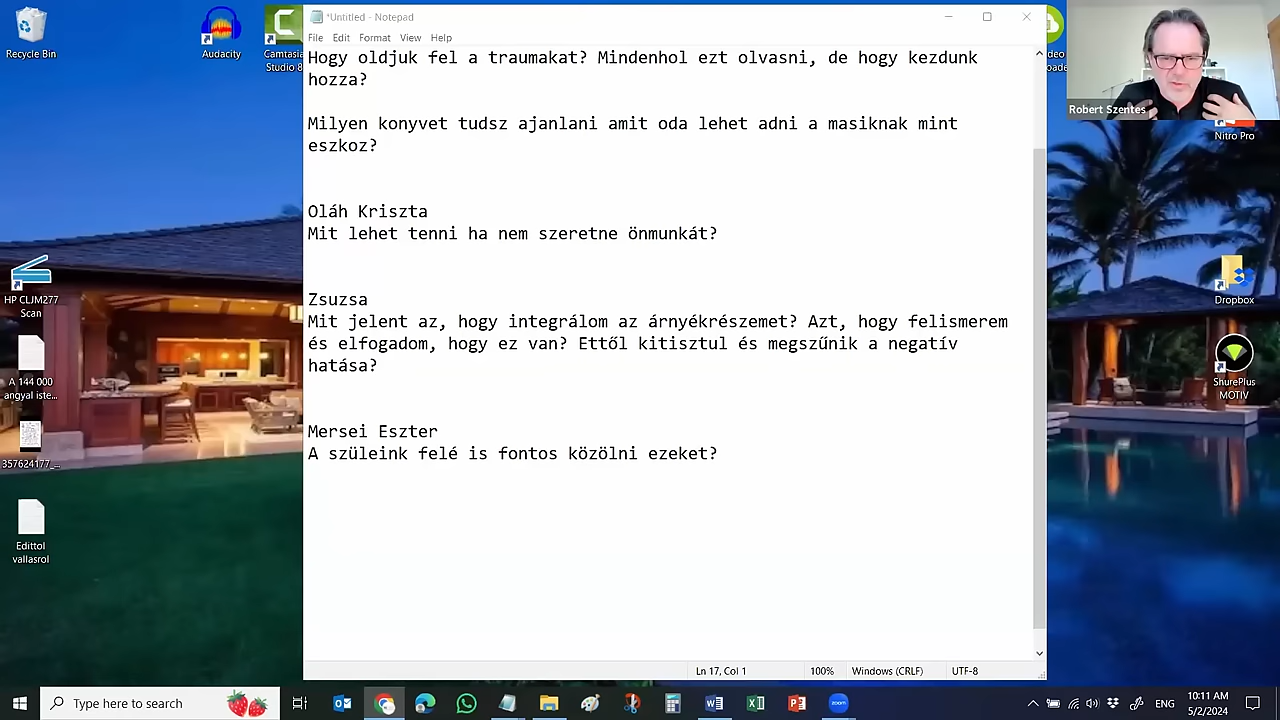 Recycle Bin
Audacity
Camtasia
Studio 8
*Untitled - Notepad
File Edit Format View Help
Hogy oldjuk fel a traumakat? Mindenhol ezt olvasni, de hogy kezdunk
hozza?
Milyen konyvet tudsz ajanlani amit oda lehet adni a masiknak mint
eszkoz?
Oláh Kriszta
Mit lehet tenni ha nem szeretne önmunkát?
Zsuzsa
Mit jelent az, hogy integrálom az árnyékrészemet? Azt, hogy felismerem
és elfogadom, hogy ez van? Ettől kitisztul és megszűnik a negatív
hatása?
Mersei Eszter
A szüleink felé is fontos közölni ezeket?
Ln 17, Col 1 100% Windows (CRLF) UTF-8
Robert Szentes
Nitro Pro
HP CLJM277
Scan
A 144 000
angyal iste...
357624177_...
Edittol
vallasrol
Dropbox
ShurePlus
MOTIV
Type here to search
zoom
ENG
10:11 AM
5/2/2024